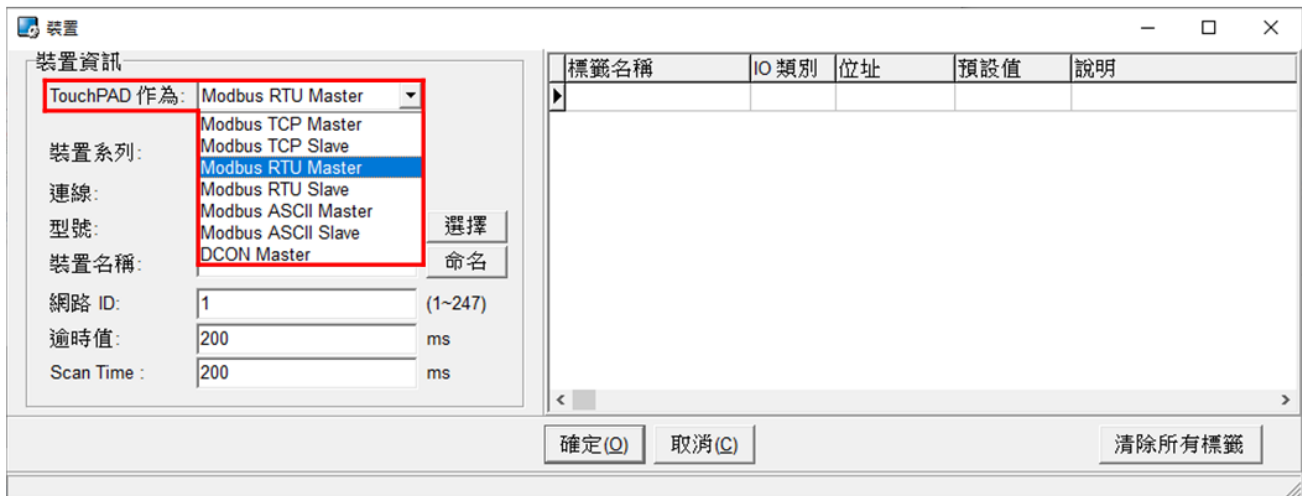 裝置
裝置資訊
TouchPAD 作為: Modbus RTU Master
Modbus TCP Master
Modbus TCP Slave
Modbus RTU Master
Modbus RTU Slave
Modbus ASCII Master
Modbus ASCII Slave
DCON Master
裝置系列:
連線:
型號: 選擇
裝置名稱: 命名
網路 ID: 1 (1~247)
逾時值: 200 ms
Scan Time : 200 ms
標籤名稱 IO 類別 位址 預設值 說明
確定(O) 取消(C) 清除所有標籤